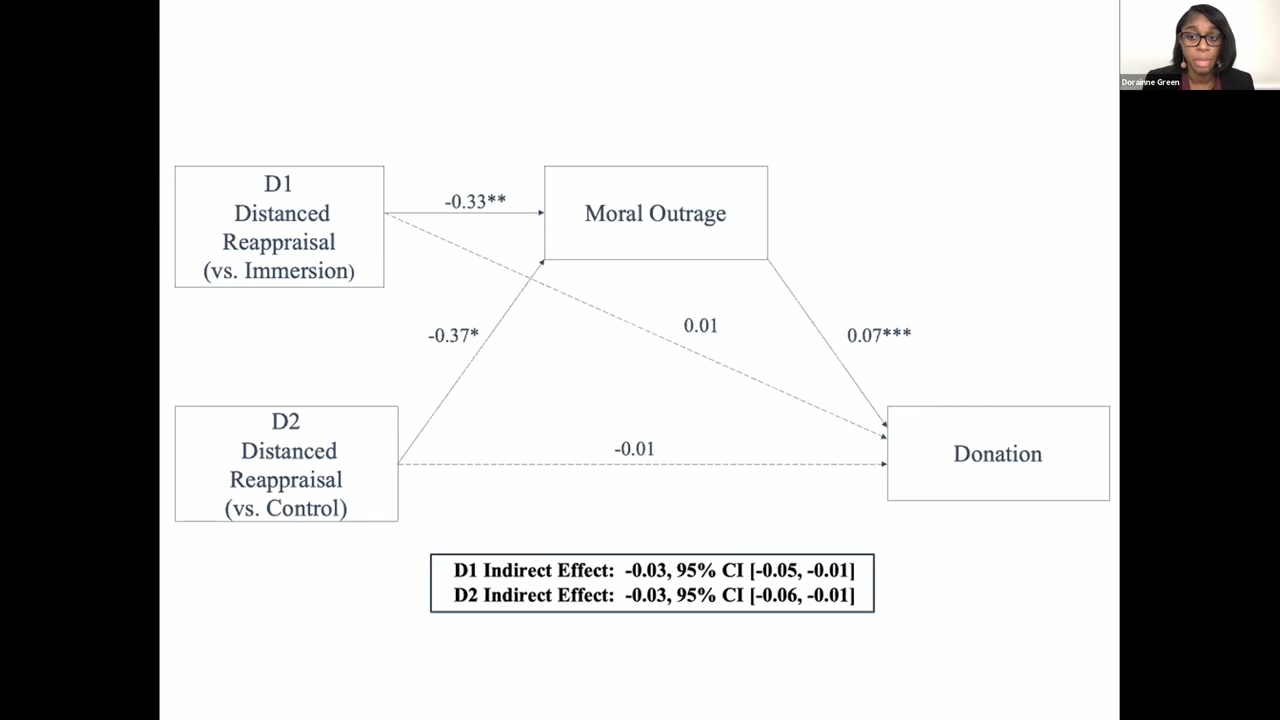 Dorainne Green
D1
Distanced
Reappraisal
(vs. Immersion)
-0.33**
Moral Outrage
-0.37*
0.01
0.07***
D2
Distanced
Reappraisal
(vs. Control)
-0.01
Donation
D1 Indirect Effect: -0.03, 95% CI [-0.05, -0.01]
D2 Indirect Effect: -0.03, 95% CI [-0.06, -0.01]